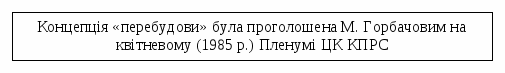 Концепція «перебудови» була проголошена М. Горбачовим на
квітневому (1985 р.) Пленумі ЦК КПРС